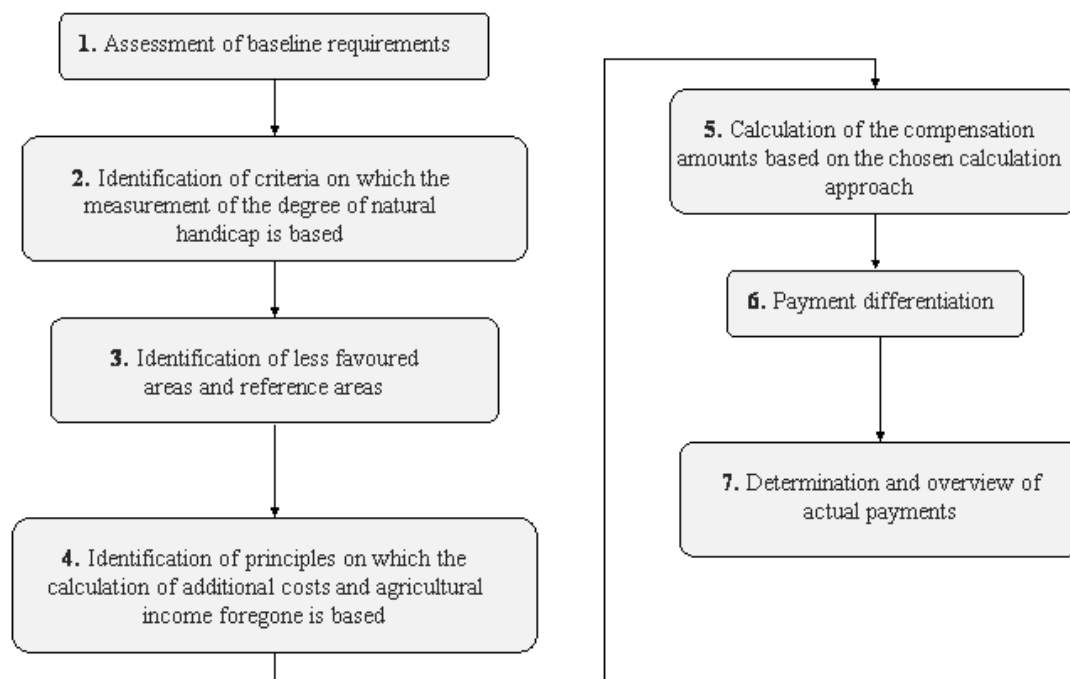 1. Assessment of baseline requirements
2. Identification of criteria on which the
measurement of the degree of natural
handicap is based
3. Identification of less favoured
areas and reference areas
4. Identification of principles on which the
calculation of additional costs and agricultural
income foregone is based
5. Calculation of the compensation
amounts based on the chosen calculation
approach
6. Payment differentiation
7. Determination and overview of
actual payments